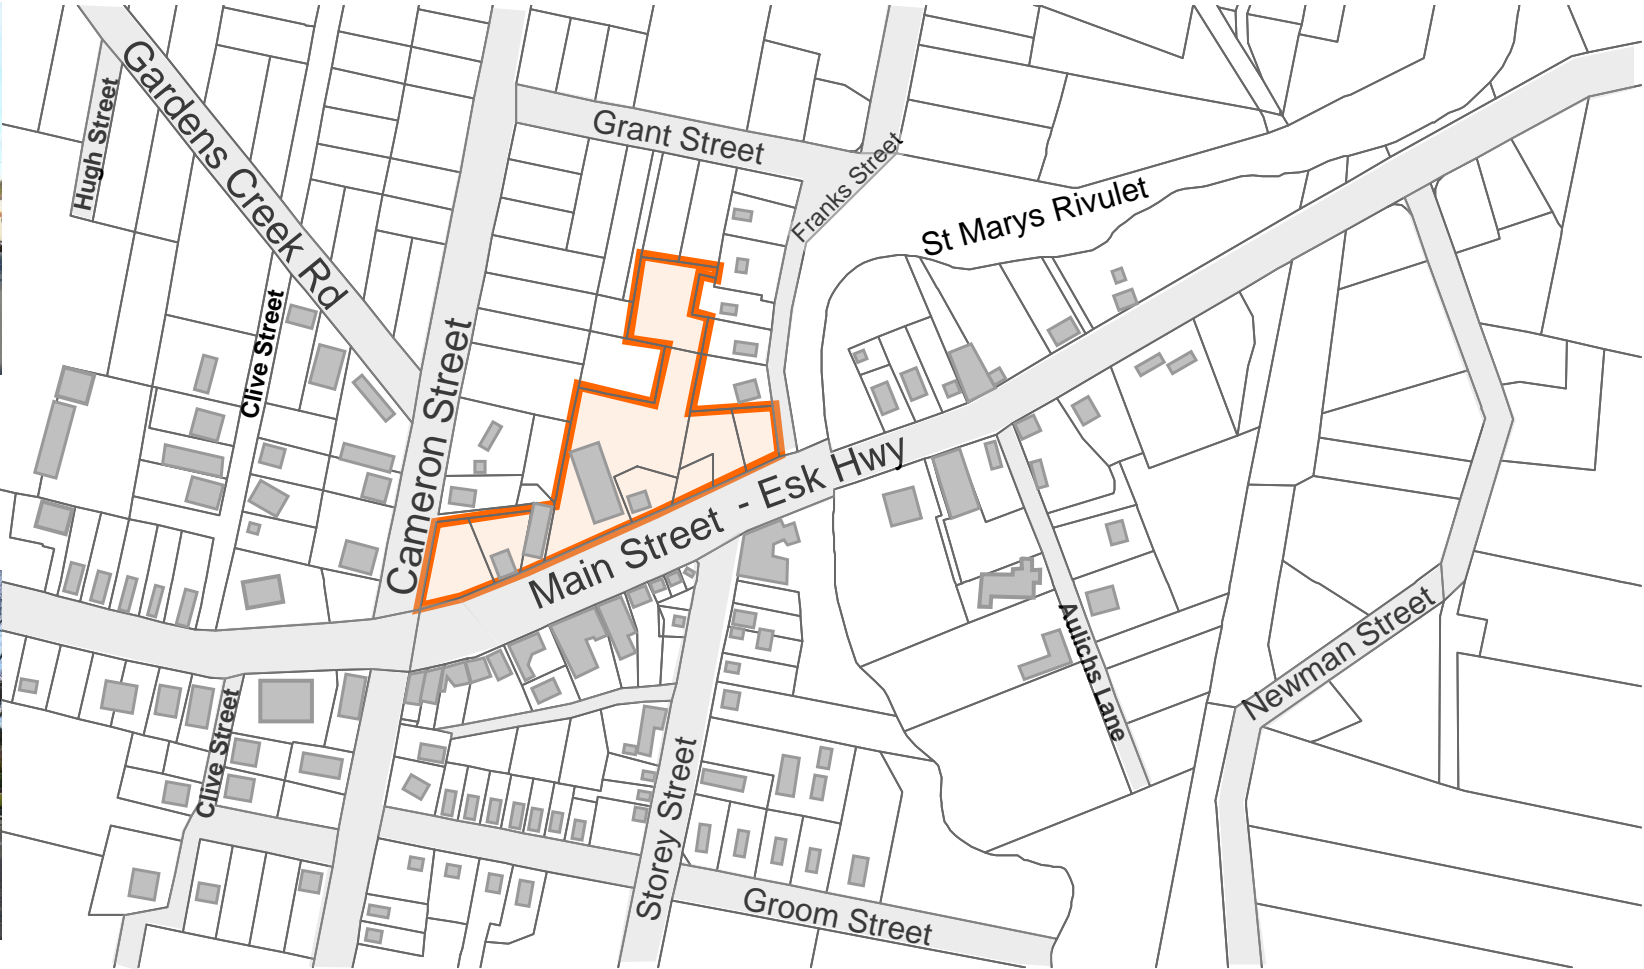 Gardens Creek Rd
Hugh Street
Grant Street
Franks Street
St Marys Rivulet
Clive Street
Cameron Street
Main Street - Esk Hwy
Aulichs Lane
Newman Street
Clive Street
Storey Street
Groom Street